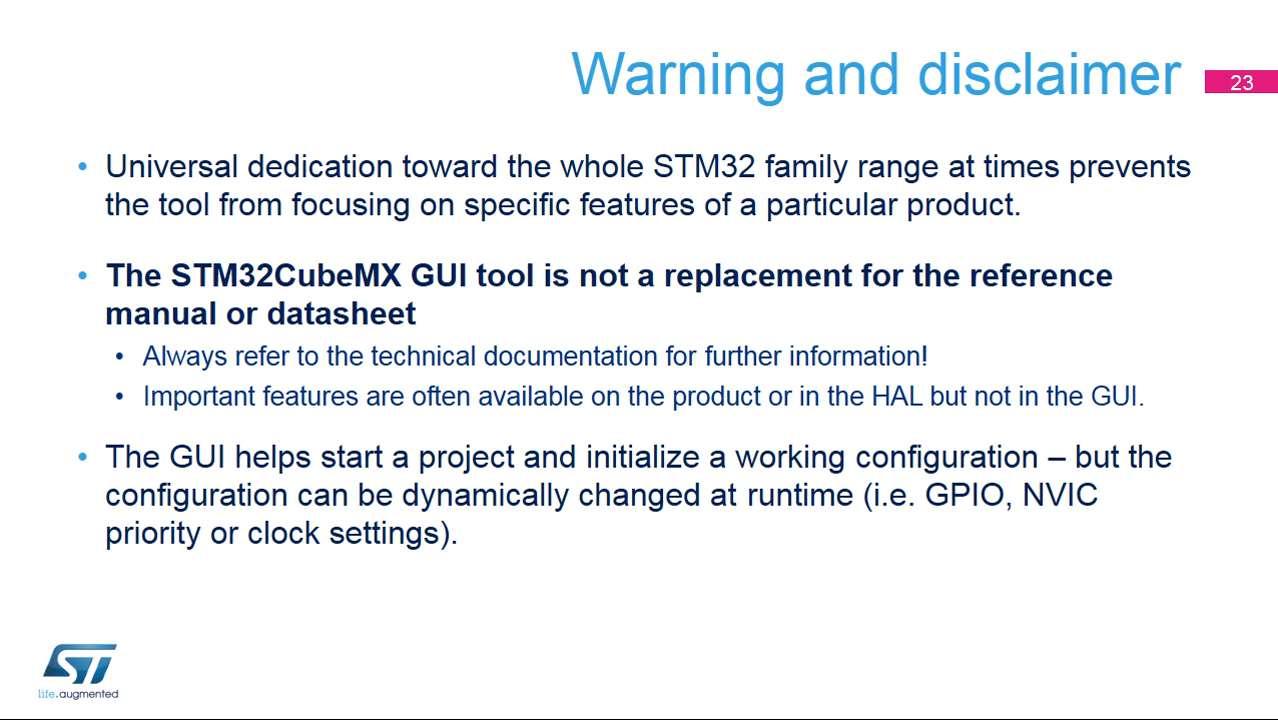 Warning and disclaimer
23
• Universal dedication toward the whole STM32 family range at times prevents
the tool from focusing on specific features of a particular product.
• The STM32CubeMX GUI tool is not a replacement for the reference
manual or datasheet
• Always refer to the technical documentation for further information!
• Important features are often available on the product or in the HAL but not in the GUI.
• The GUI helps start a project and initialize a working configuration – but the
configuration can be dynamically changed at runtime (i.e. GPIO, NVIC
priority or clock settings).
ST
life.augmented